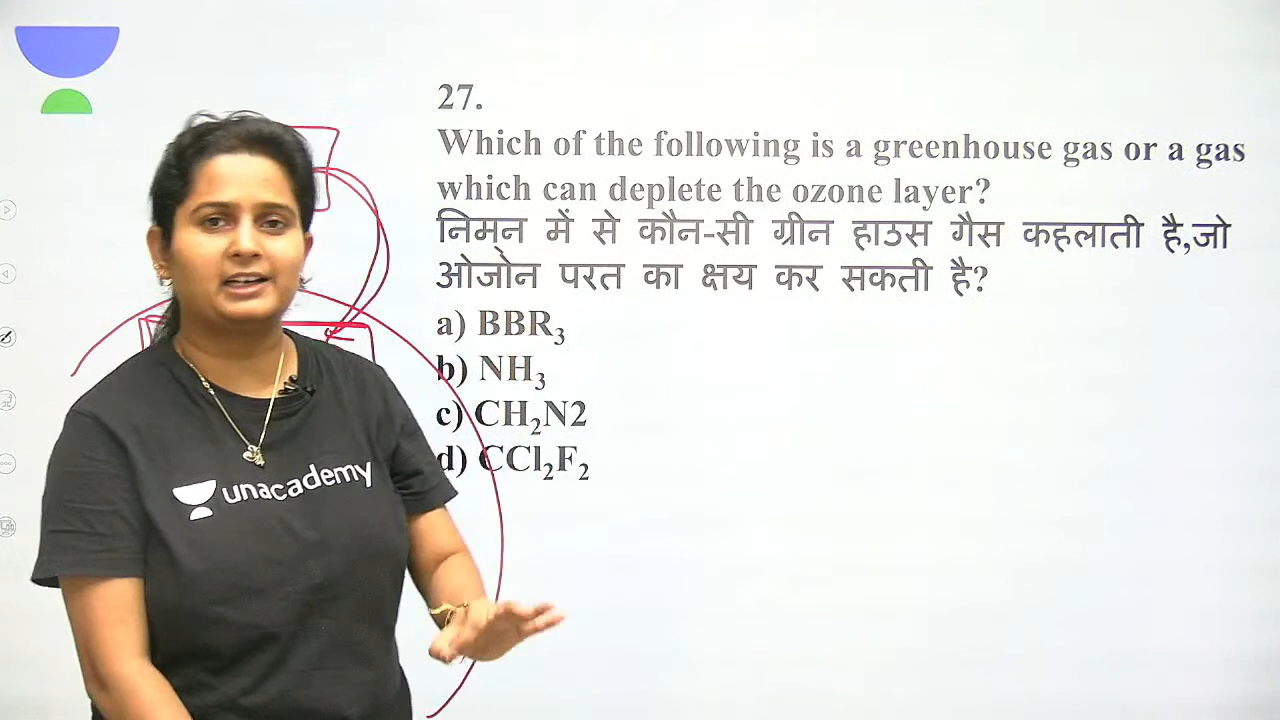 27.
Which of the following is a greenhouse gas or a gas
which can deplete the ozone layer?
निम्न में से कौन-सी ग्रीन हाउस गैस कहलाती है,जो
ओजोन परत का क्षय कर सकती है?
a) BBR₃
b) NH₃
c) CH₂N2
d) CCl₂F₂
unacademy